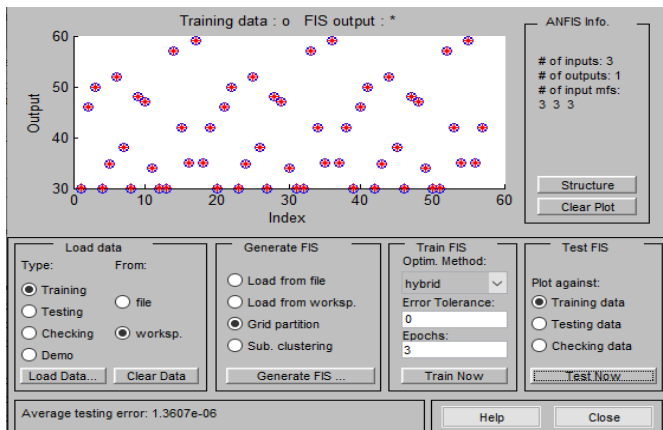 Training data : o   FIS output : *
60
50
40
30
Output
0
10
20
30
40
50
60
Index
ANFIS Info.
# of inputs: 3
# of outputs: 1
# of input mfs:
3 3 3
Structure
Clear Plot
Load data
Type:
From:
Training
Testing
Checking
Demo
file
worksp.
Load Data...
Clear Data
Generate FIS
Load from file
Load from worksp.
Grid partition
Sub. clustering
Generate FIS ...
Train FIS
Optim. Method:
hybrid
Error Tolerance:
0
Epochs:
3
Train Now
Test FIS
Plot against:
Training data
Testing data
Checking data
Test Now
Average testing error: 1.3607e-06
Help
Close